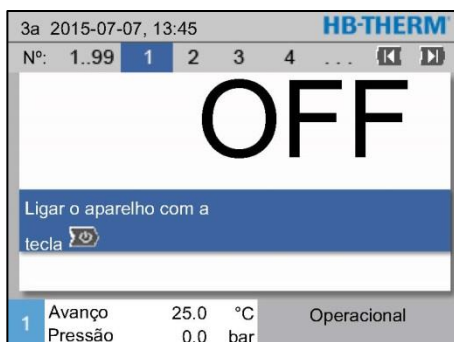 3a 2015-07-07, 13:45 HB-THERM®
Nº: 1..99 1 2 3 4 ...
OFF
Ligar o aparelho com a
tecla
1 Avanço 25.0 °C Operacional
Pressão 0.0 bar